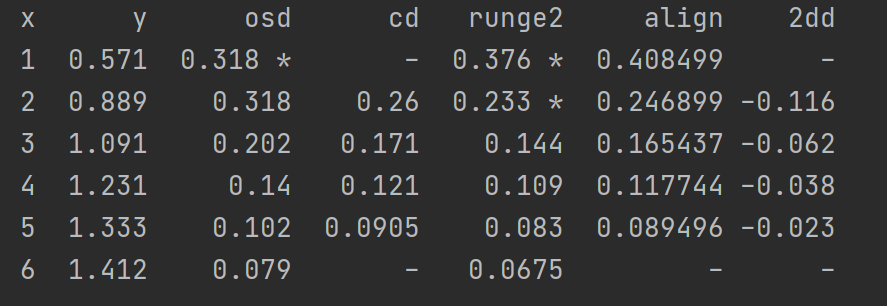 x y osd cd runge2 align 2dd
1 0.571 0.318 * - 0.376 * 0.408499 -
2 0.889 0.318 0.26 0.233 * 0.246899 -0.116
3 1.091 0.202 0.171 0.144 0.165437 -0.062
4 1.231 0.14 0.121 0.109 0.117744 -0.038
5 1.333 0.102 0.0905 0.083 0.089496 -0.023
6 1.412 0.079 - 0.0675 - -